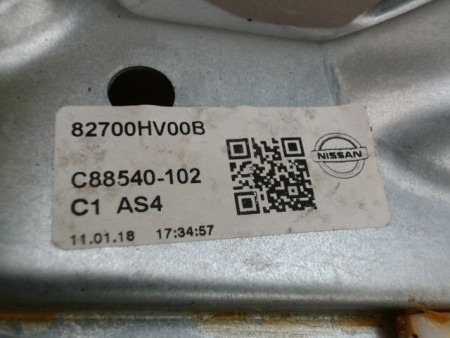 82700HV00B
NISSAN
C88540-102
C1 AS4
11.01.18 17:34:57